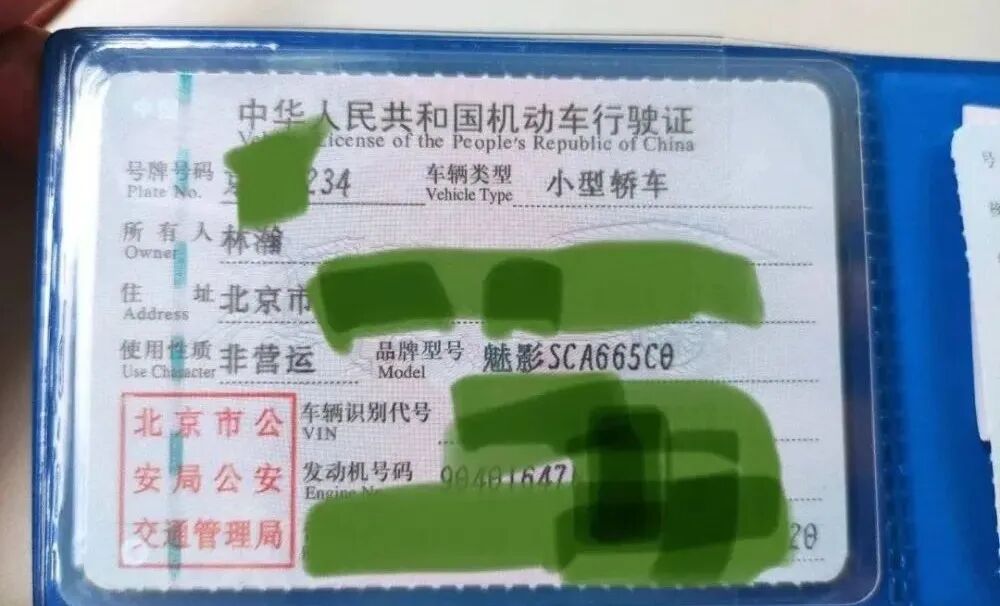 中华人民共和国机动车行驶证
License of the People's Republic of China
号牌号码 234 车辆类型 小型轿车
Plate No. Vehicle Type
所有人 林瀚
Owner
住址 北京市
Address
使用性质 非营运 品牌型号 魅影SCA665C0
Use Character Model
北京市公 车辆识别代号
VIN
安局公安 发动机号码 90401647
Engine No
交通管理局 20